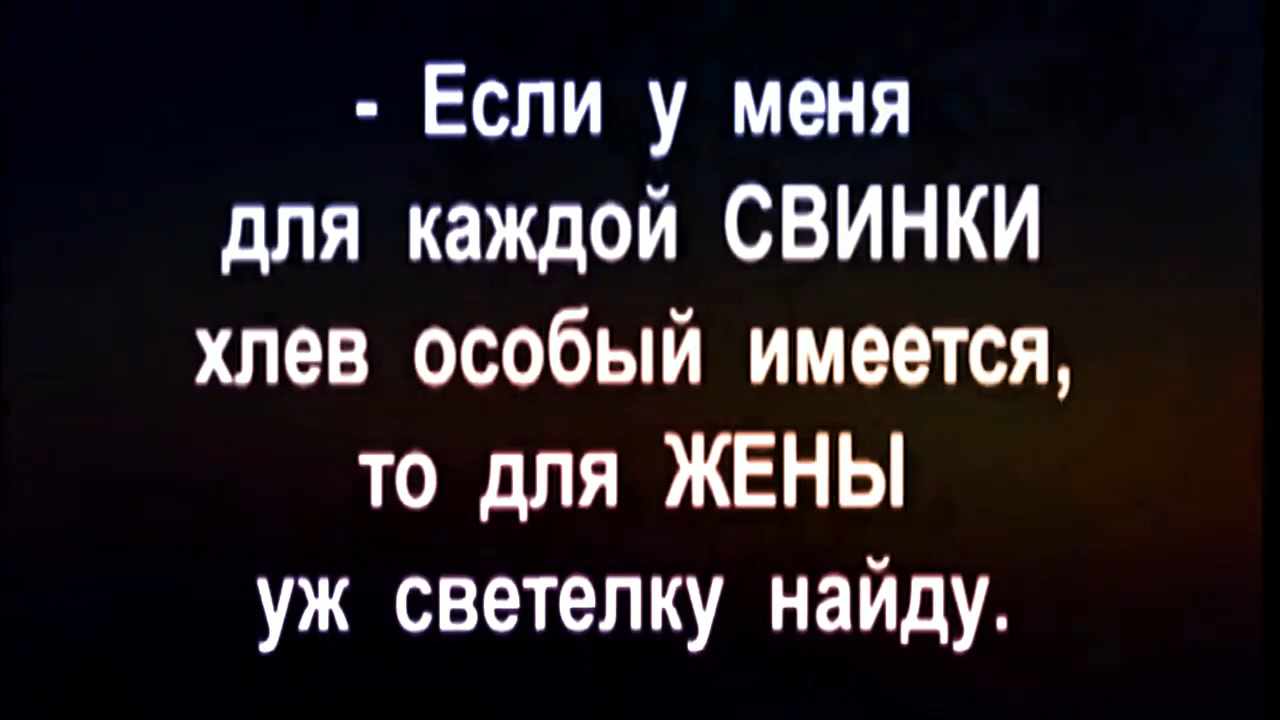 - Если у меня
для каждой СВИНКИ
хлев особый имеется,
то для ЖЕНЫ
уж светелку найду.